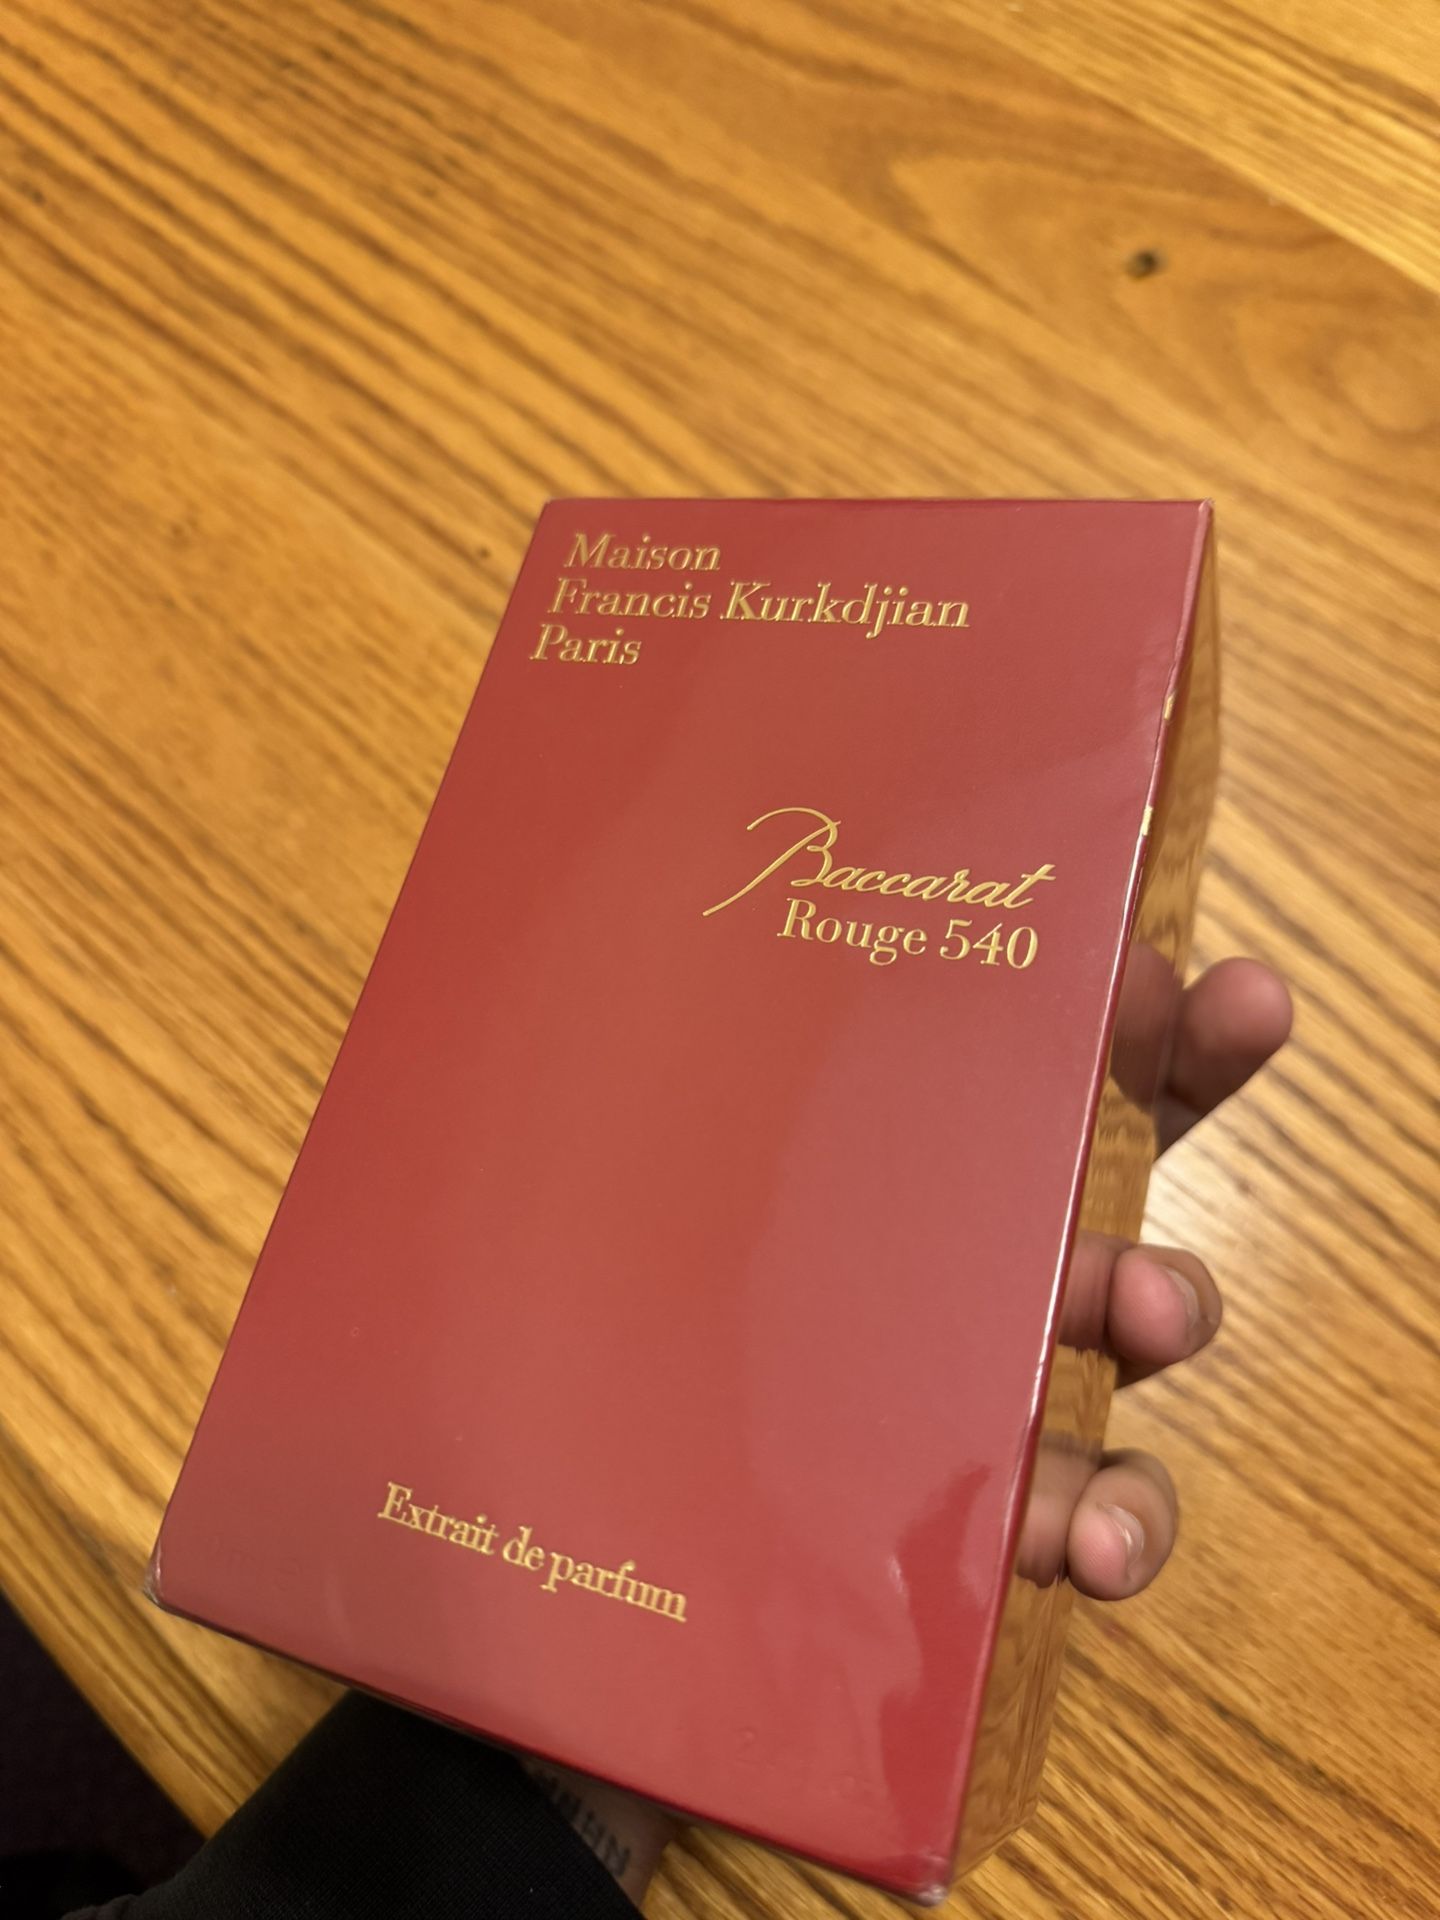 Maison
Francis Kurkdjian
Paris
Baccarat
Rouge 540
Extrait de parfum